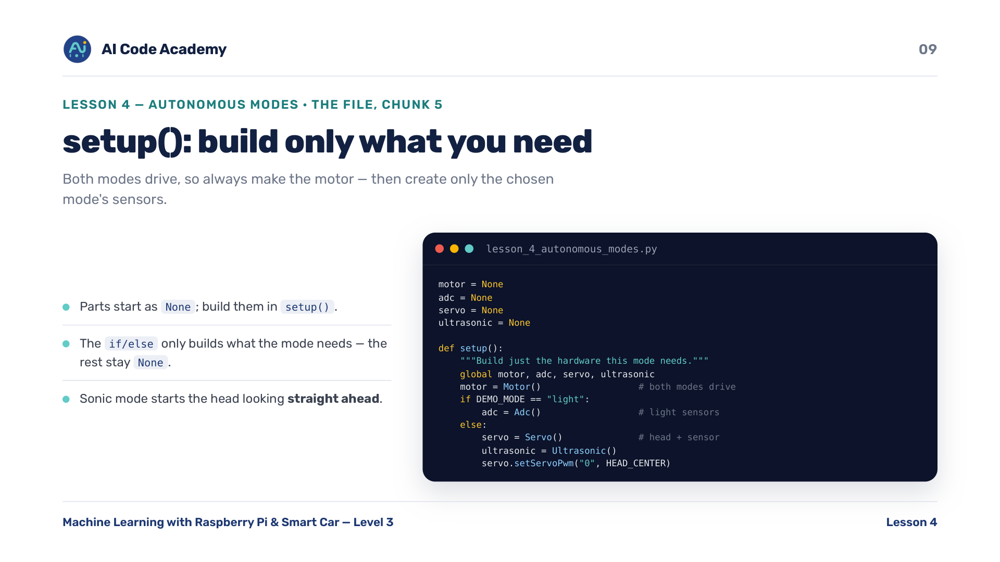 AI Code Academy
09
LESSON 4 — AUTONOMOUS MODES • THE FILE, CHUNK 5
setup(): build only what you need
Both modes drive, so always make the motor — then create only the chosen
mode's sensors.
Parts start as None; build them in setup().
The if/else only builds what the mode needs — the
rest stay None.
Sonic mode starts the head looking straight ahead.
lesson_4_autonomous_modes.py
motor = None
adc = None
servo = None
ultrasonic = None
def setup():
    """Build just the hardware this mode needs."""
    global motor, adc, servo, ultrasonic
    motor = Motor()                  # both modes drive
    if DEMO_MODE == "light":
        adc = Adc()                  # light sensors
    else:
        servo = Servo()              # head + sensor
        ultrasonic = Ultrasonic()
        servo.setServoPwm("0", HEAD_CENTER)
Machine Learning with Raspberry Pi & Smart Car — Level 3
Lesson 4